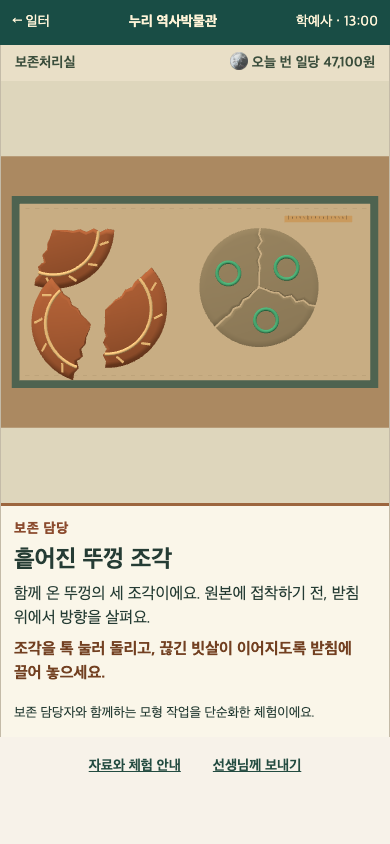 ← 일터 누리 역사박물관 학예사 · 13:00
보존처리실 오늘 번 일당 47,100원
보존 담당
흩어진 뚜껑 조각
함께 온 뚜껑의 세 조각이에요. 원본에 접착하기 전, 받침
위에서 방향을 살펴요.
조각을 톡 눌러 돌리고, 끊긴 빗살이 이어지도록 받침에
끌어 놓으세요.
보존 담당자와 함께하는 모형 작업을 단순화한 체험이에요.
자료와 체험 안내 선생님께 보내기